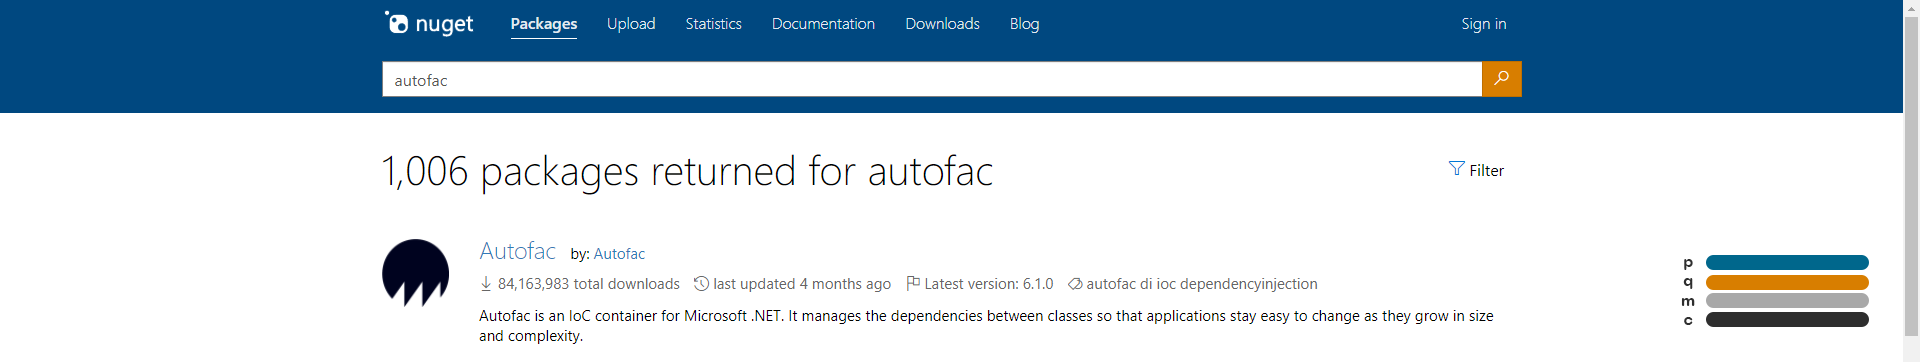 nuget Packages Upload Statistics Documentation Downloads Blog Sign in
autofac
1,006 packages returned for autofac Filter
Autofac by: Autofac
84,163,983 total downloads last updated 4 months ago Latest version: 6.1.0 autofac di ioc dependencyinjection
Autofac is an IoC container for Microsoft .NET. It manages the dependencies between classes so that applications stay easy to change as they grow in size
and complexity.
p
q
m
c